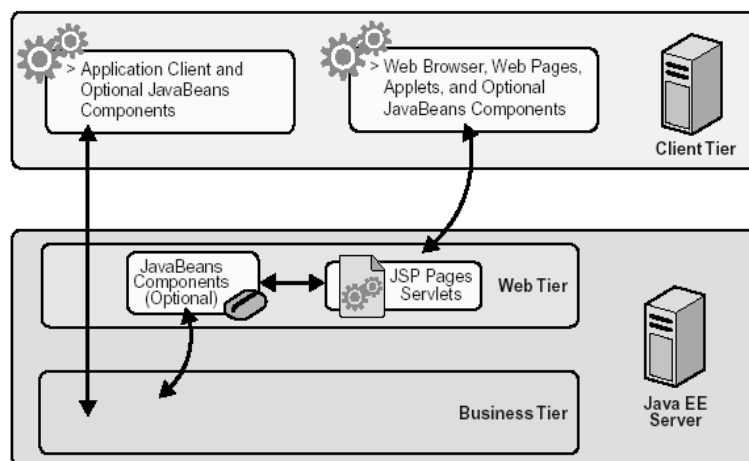 > Application Client and
Optional JavaBeans
Components
> Web Browser, Web Pages,
Applets, and Optional
JavaBeans Components
Client Tier
JavaBeans
Components
(Optional)
JSP Pages
Servlets
Web Tier
Business Tier
Java EE
Server